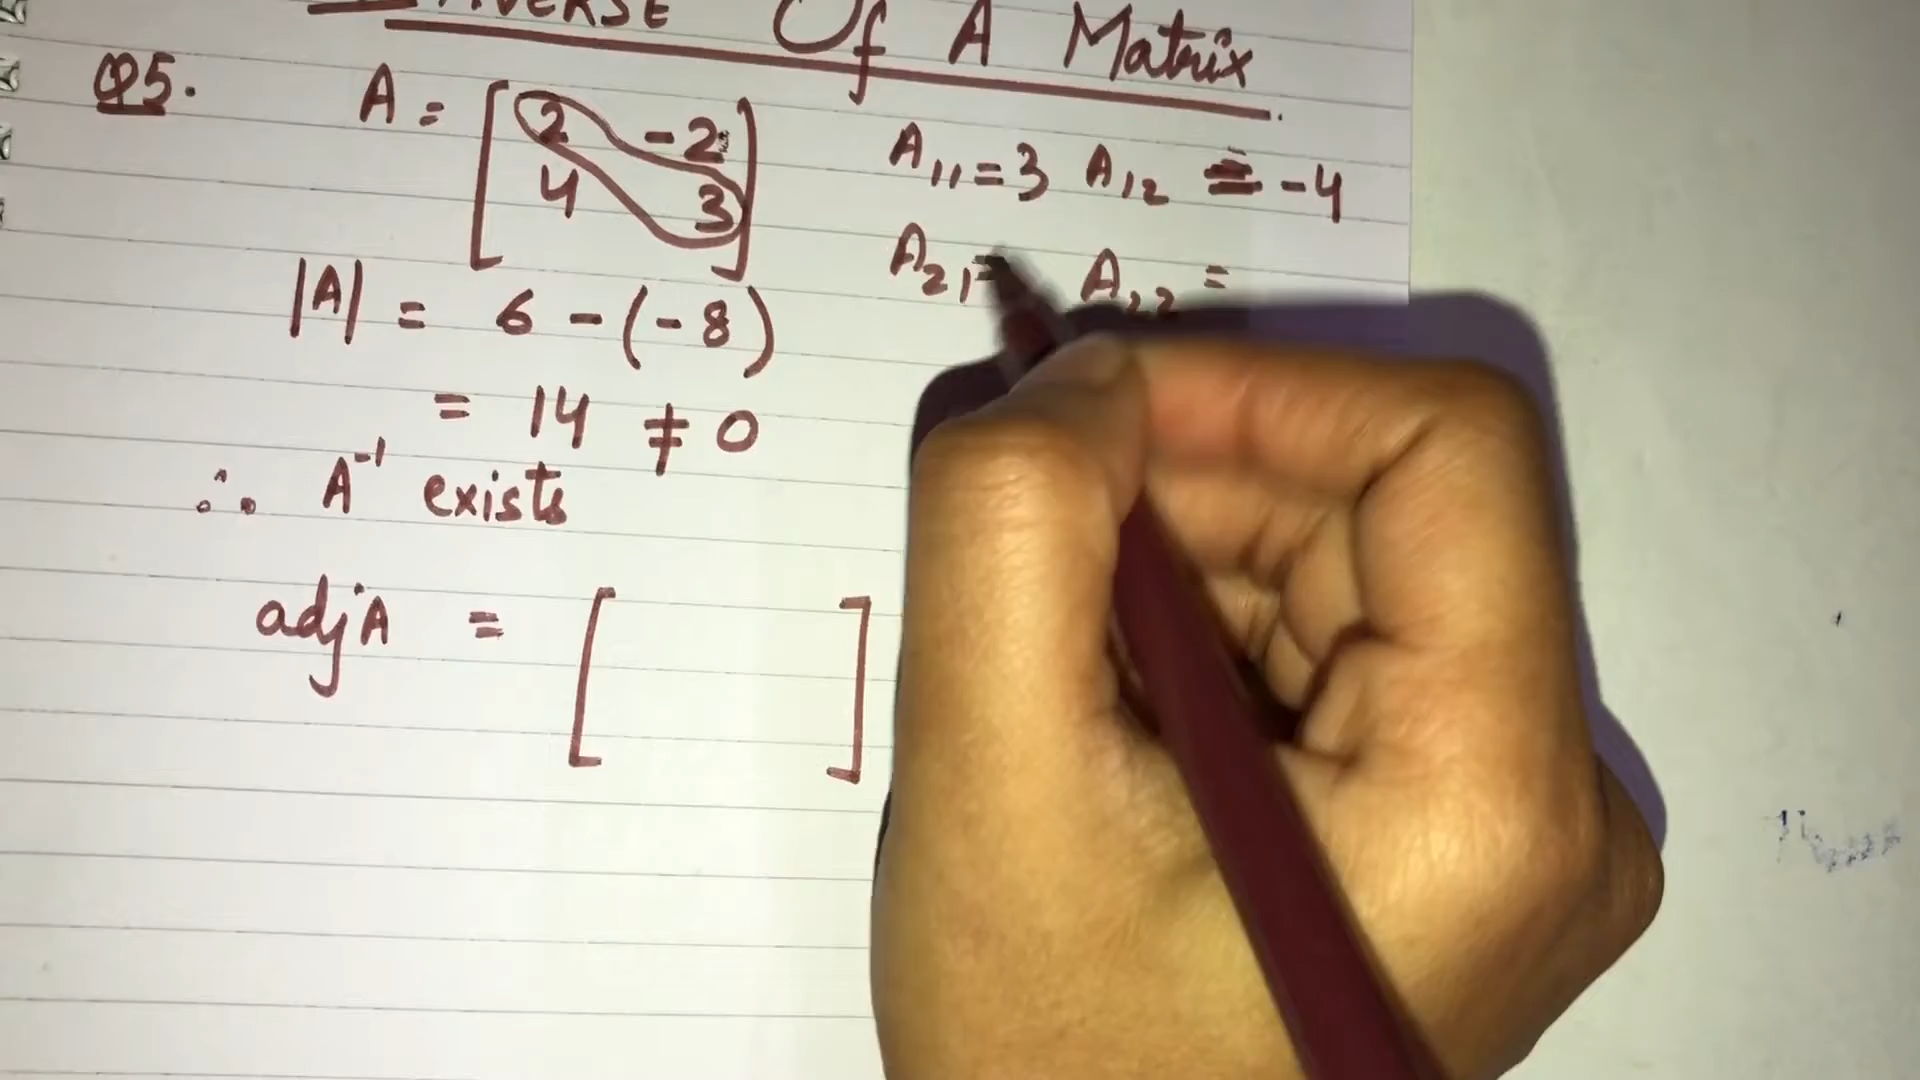 Of A Matrix
Q5. A = [2 -2
4 3]
A₁₁ = 3 A₁₂ = -4
A₂₁ = A₂₂ =
|A| = 6 - (-8)
= 14 ≠ 0
∴ A⁻¹ exists
adj A = [ ]